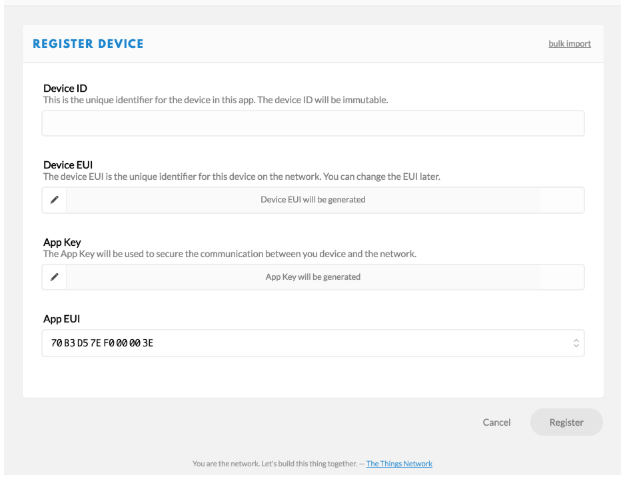 REGISTER DEVICE
bulk import
Device ID
This is the unique identifier for the device in this app. The device ID will be immutable.
Device EUI
The device EUI is the unique identifier for this device on the network. You can change the EUI later.
Device EUI will be generated
App Key
The App Key will be used to secure the communication between you device and the network.
App Key will be generated
App EUI
70 B3 D5 7E F0 00 00 3E
Cancel
Register
You are the network. Let's build this thing together. — The Things Network